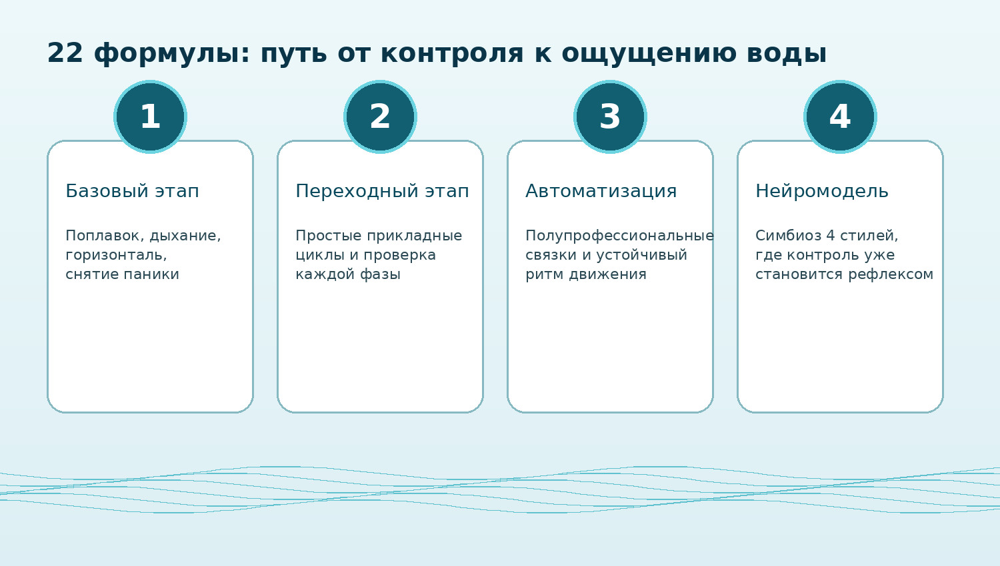 22 формулы: путь от контроля к ощущению воды
1
Базовый этап
Поплавок, дыхание,
горизонталь,
снятие паники
2
Переходный этап
Простые прикладные
циклы и проверка
каждой фазы
3
Автоматизация
Полупрофессиональные
связки и устойчивый
ритм движения
4
Нейромодель
Симбиоз 4 стилей,
где контроль уже
становится рефлексом